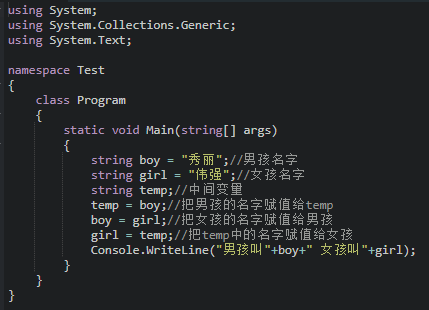 using System;
using System.Collections.Generic;
using System.Text;
namespace Test
{
class Program
{
static void Main(string[] args)
{
string boy = "秀丽";//男孩名字
string girl = "伟强";//女孩名字
string temp;//中间变量
temp = boy;//把男孩的名字赋值给temp
boy = girl;//把女孩的名字赋值给男孩
girl = temp;//把temp中的名字赋值给女孩
Console.WriteLine("男孩叫"+boy+" 女孩叫"+girl);
}
}
}